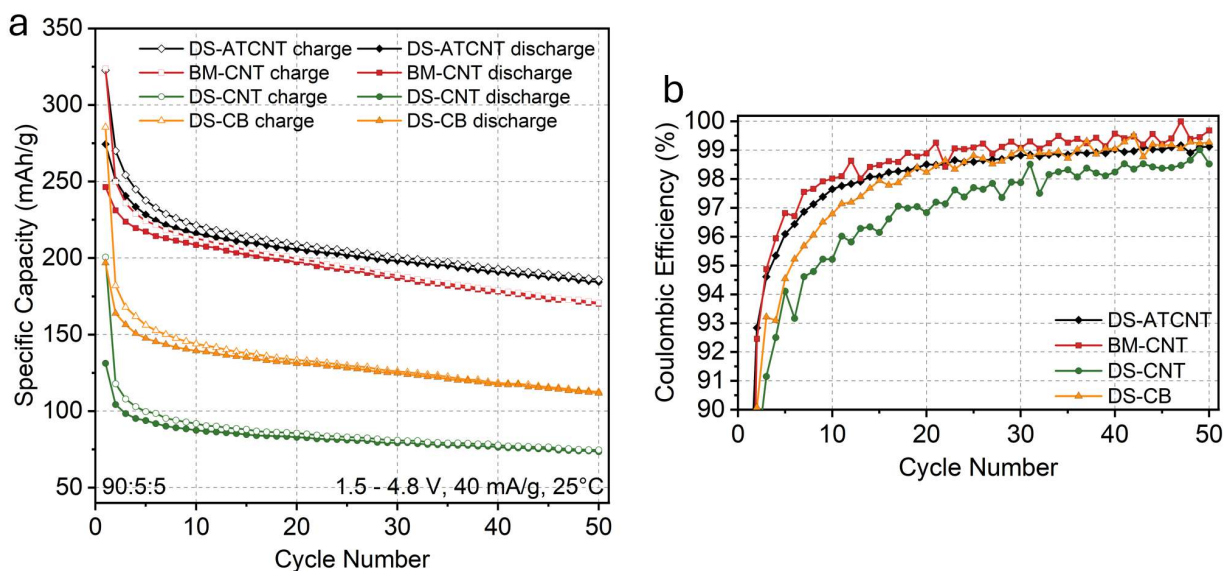 a
350
300
250
200
150
100
50
Specific Capacity (mAh/g)
DS-ATCNT charge DS-ATCNT discharge
BM-CNT charge BM-CNT discharge
DS-CNT charge DS-CNT discharge
DS-CB charge DS-CB discharge
90:5:5 1.5 - 4.8 V, 40 mA/g, 25°C
0 10 20 30 40 50
Cycle Number
b
100
99
98
97
96
95
94
93
92
91
90
Coulombic Efficiency (%)
DS-ATCNT
BM-CNT
DS-CNT
DS-CB
0 10 20 30 40 50
Cycle Number